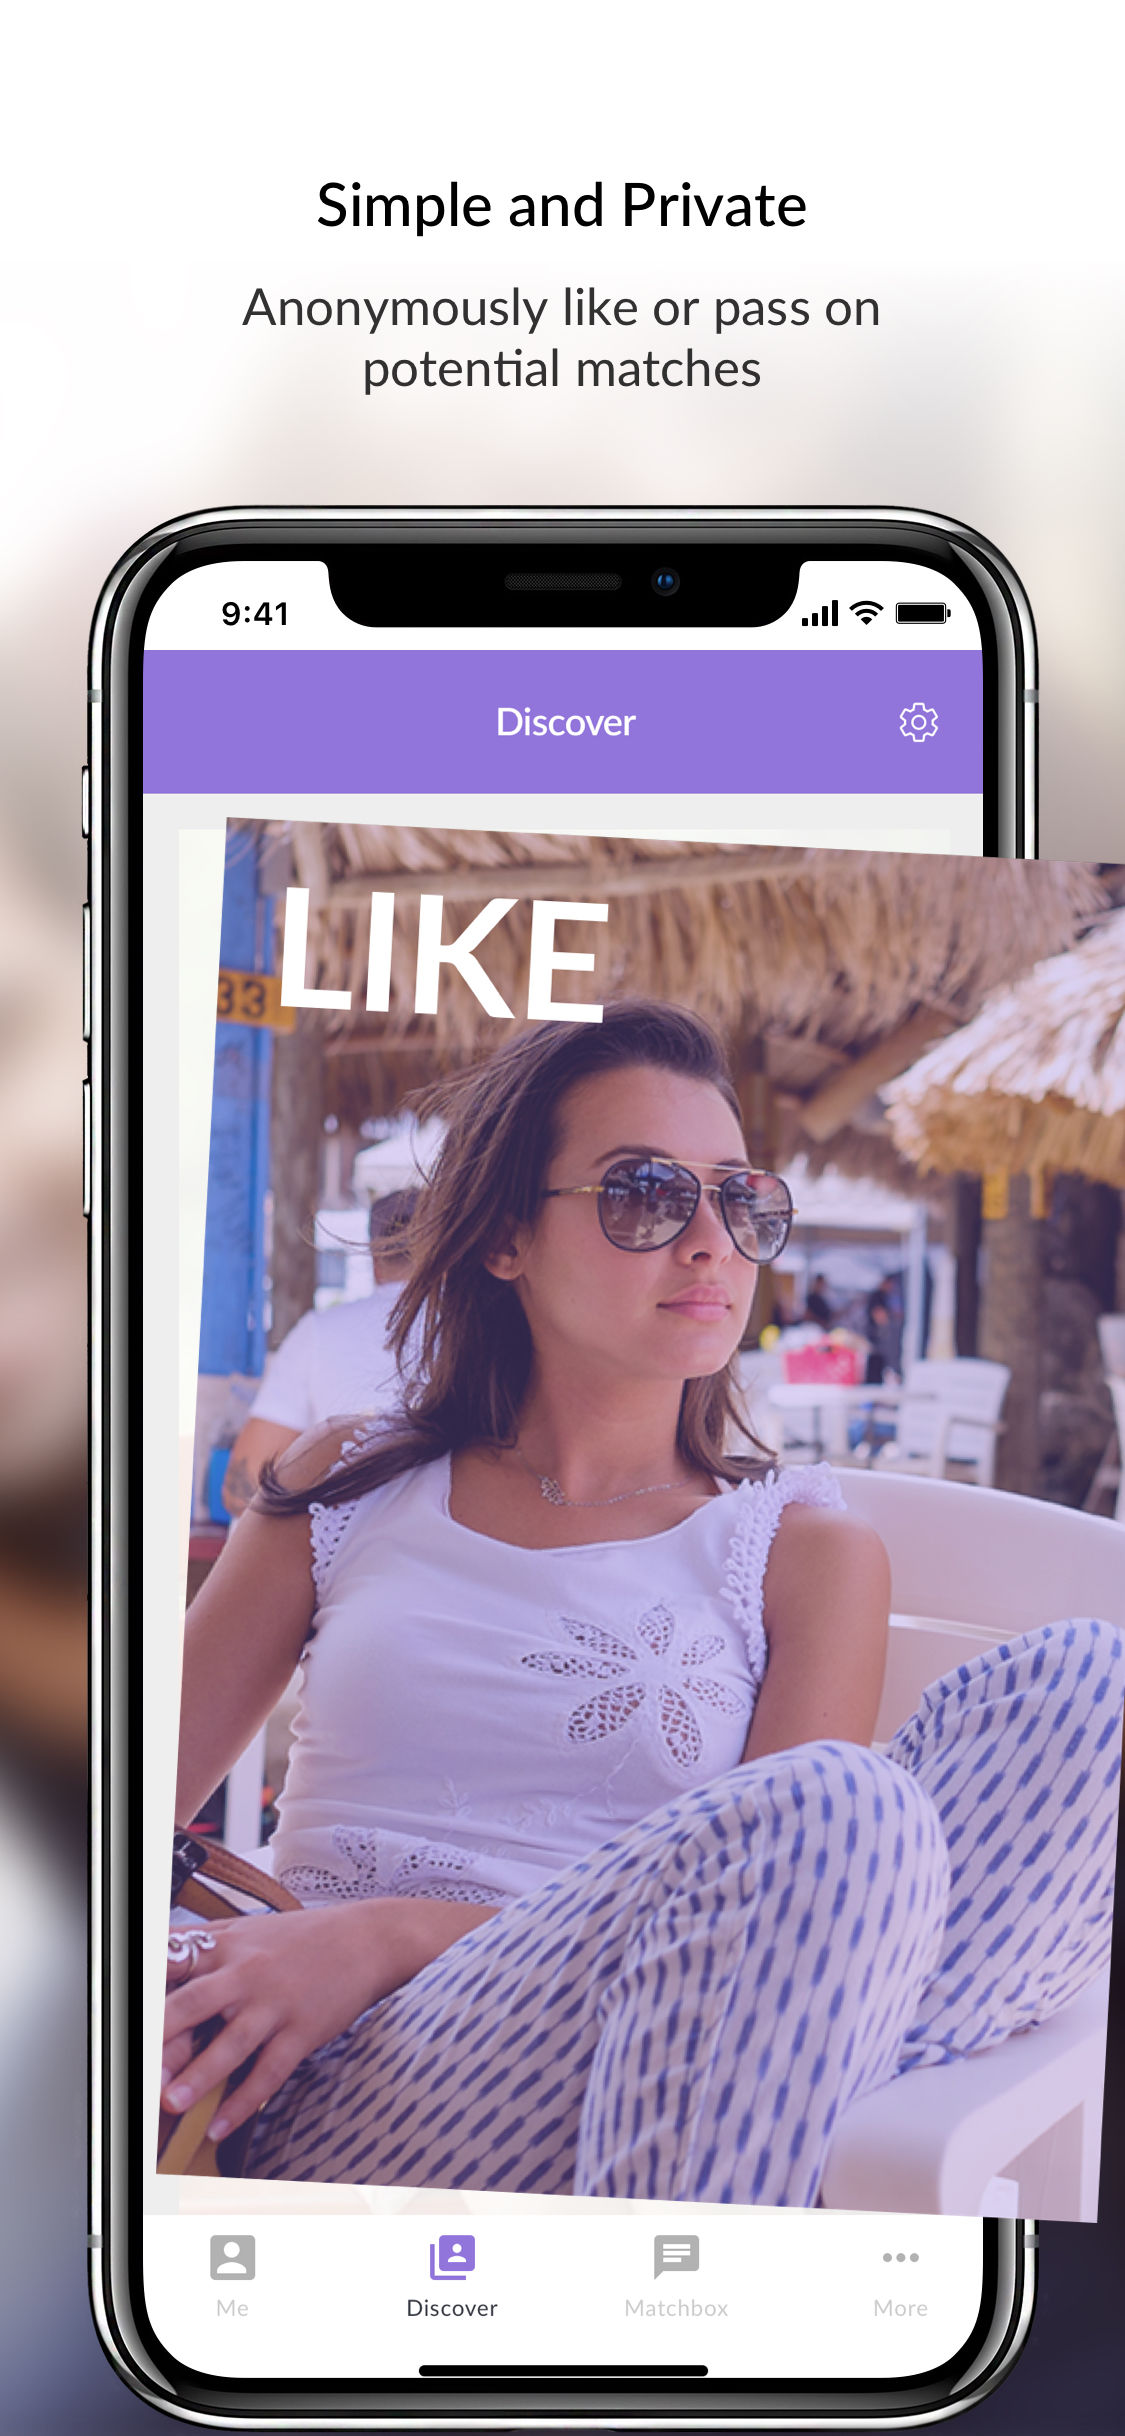 Simple and Private
Anonymously like or pass on
potential matches
9:41
Discover
33
LIKE
Me
Discover
Matchbox
More